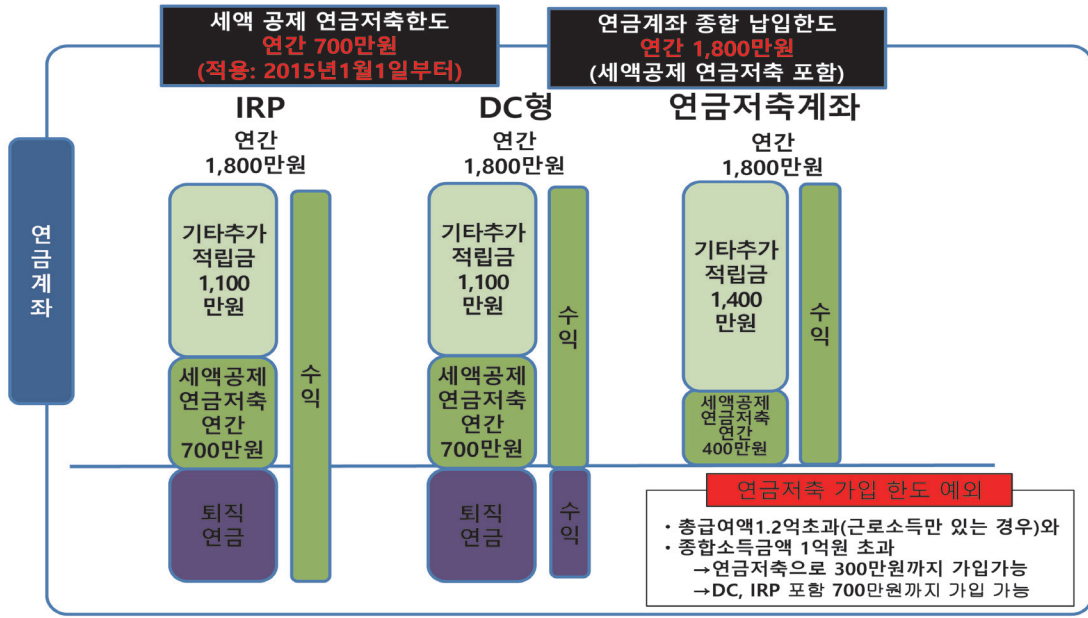 세액 공제 연금저축한도
연간 700만원
(적용: 2015년1월1일부터)
연금계좌 종합 납입한도
연간 1,800만원
(세액공제 연금저축 포함)
연금계좌
IRP
연간
1,800만원
기타추가
적립금
1,100
만원
세액공제
연금저축
연간
700만원
퇴직
연금
수익
DC형
연간
1,800만원
기타추가
적립금
1,100
만원
세액공제
연금저축
연간
700만원
퇴직
연금
수익
수익
연금저축계좌
연간
1,800만원
기타추가
적립금
1,400
만원
세액공제
연금저축
연간
400만원
수익
연금저축 가입 한도 예외
· 총급여액1.2억초과(근로소득만 있는 경우)와
· 종합소득금액 1억원 초과
→연금저축으로 300만원까지 가입가능
→DC, IRP 포함 700만원까지 가입 가능